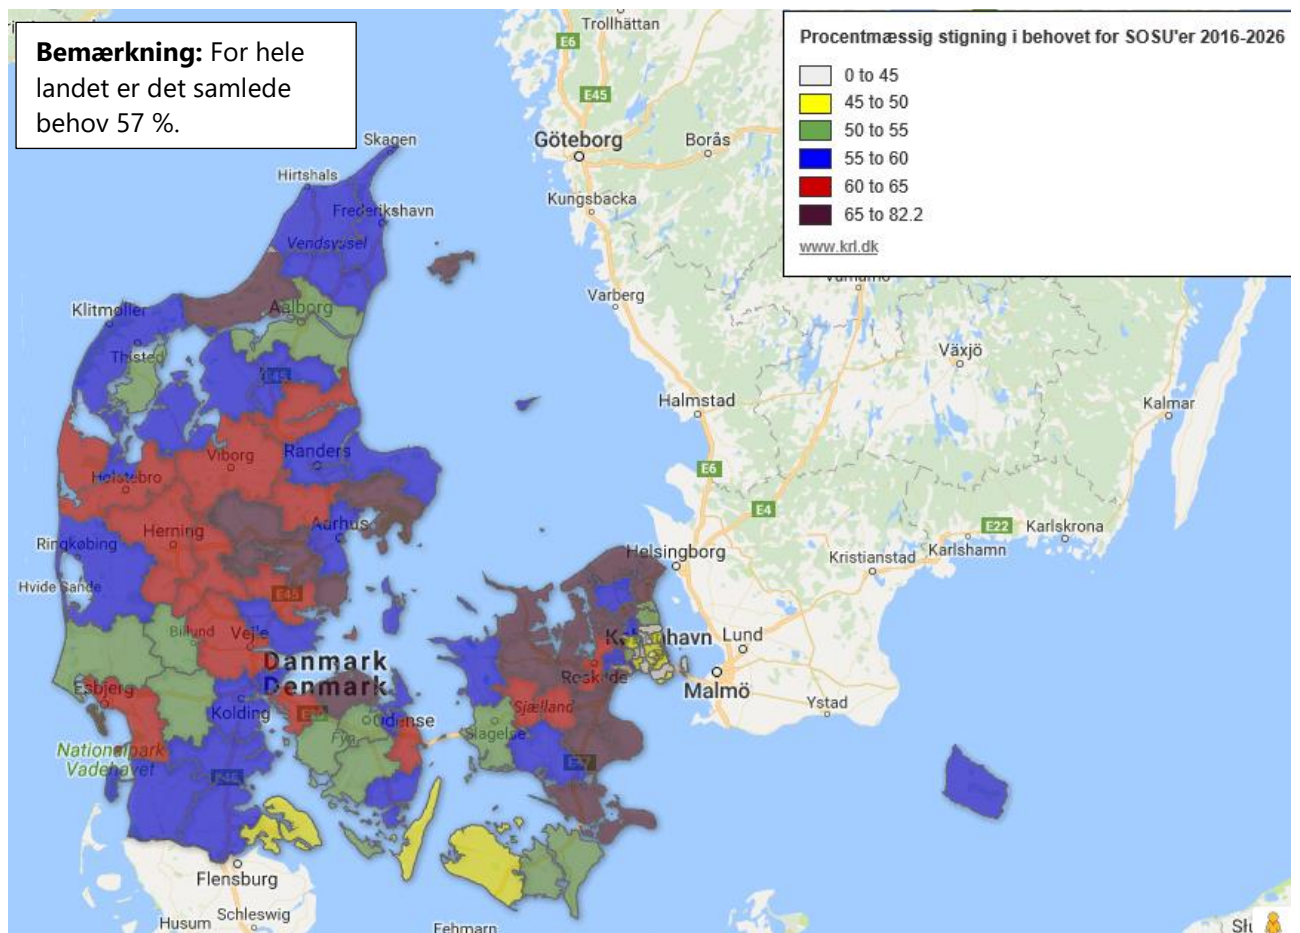 Bemærkning: For hele
landet er det samlede
behov 57 %.
Procentmæssig stigning i behovet for SOSU'er 2016-2026
0 to 45
45 to 50
50 to 55
55 to 60
60 to 65
65 to 82.2
www.krl.dk
Trollhättan
E6
E45
Göteborg
Borås
Kungsbacka
Skagen
Hirtshals
Frederikshavn
Vendsyssel
Varberg
Klitmøller
Aalborg
Thisted
E45
Växjö
Halmstad
Kalmar
Viborg
Randers
Holstebro
E6
E4
Herning
Aarhus
Ringkøbing
E22
Karlskrona
Karlshamn
Helsingborg
Kristianstad
Hvide Sande
E45
Billund
Vejle
København
Lund
Danmark
Denmark
Roskilde
Malmö
Esbjerg
Kolding
Odense
Sjælland
Ystad
Fyn
Slagelse
Nationalpark
Vadehavet
E45
E47
Flensburg
Schleswig
Husum
Fehmarn